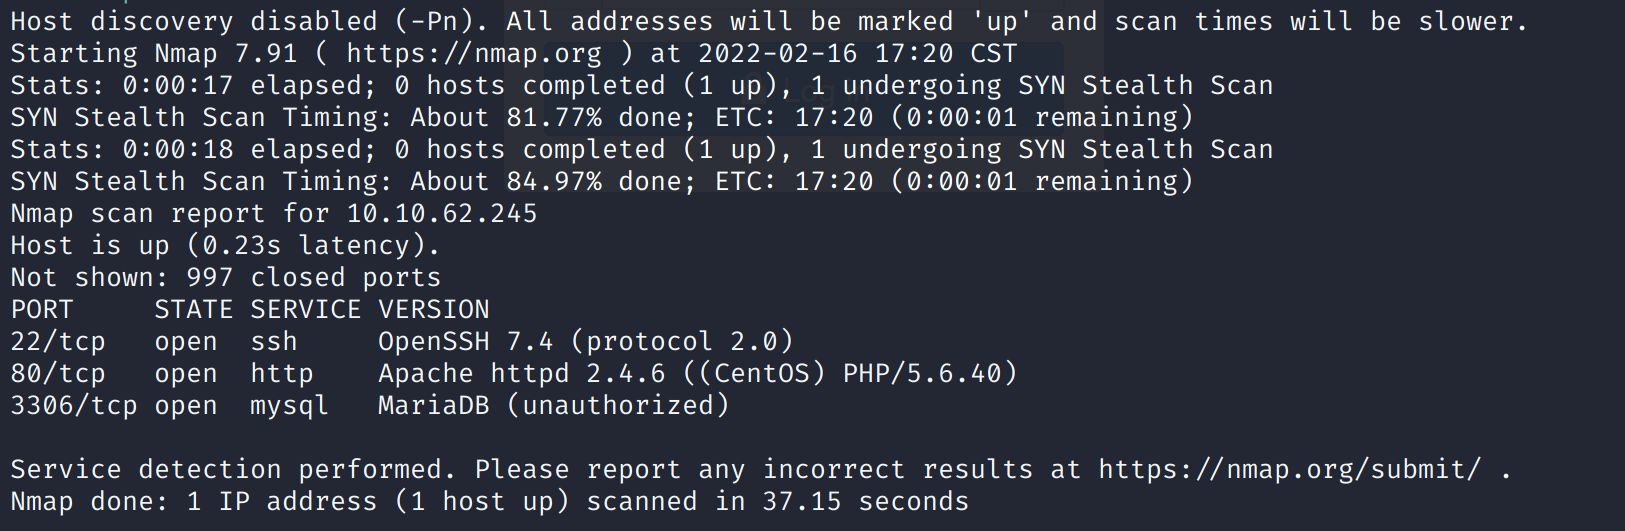 Host discovery disabled (-Pn). All addresses will be marked 'up' and scan times will be slower.
Starting Nmap 7.91 ( https://nmap.org ) at 2022-02-16 17:20 CST
Stats: 0:00:17 elapsed; 0 hosts completed (1 up), 1 undergoing SYN Stealth Scan
SYN Stealth Scan Timing: About 81.77% done; ETC: 17:20 (0:00:01 remaining)
Stats: 0:00:18 elapsed; 0 hosts completed (1 up), 1 undergoing SYN Stealth Scan
SYN Stealth Scan Timing: About 84.97% done; ETC: 17:20 (0:00:01 remaining)
Nmap scan report for 10.10.62.245
Host is up (0.23s latency).
Not shown: 997 closed ports
PORT     STATE SERVICE VERSION
22/tcp   open  ssh     OpenSSH 7.4 (protocol 2.0)
80/tcp   open  http    Apache httpd 2.4.6 ((CentOS) PHP/5.6.40)
3306/tcp open  mysql   MariaDB (unauthorized)
Service detection performed. Please report any incorrect results at https://nmap.org/submit/ .
Nmap done: 1 IP address (1 host up) scanned in 37.15 seconds